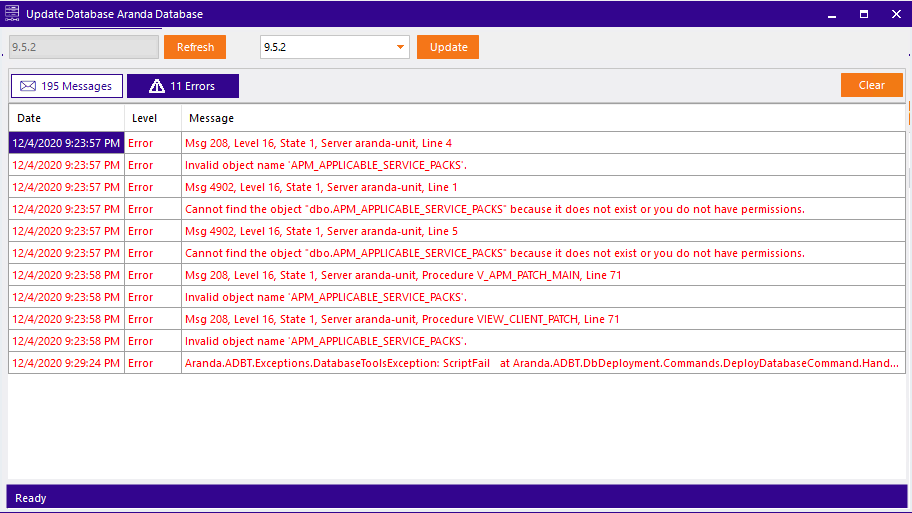 Update Database Aranda Database
9.5.2 Refresh 9.5.2 Update
195 Messages 11 Errors Clear
Date Level Message
12/4/2020 9:23:57 PM Error Msg 208, Level 16, State 1, Server aranda-unit, Line 4
12/4/2020 9:23:57 PM Error Invalid object name 'APM_APPLICABLE_SERVICE_PACKS'.
12/4/2020 9:23:57 PM Error Msg 4902, Level 16, State 1, Server aranda-unit, Line 1
12/4/2020 9:23:57 PM Error Cannot find the object "dbo.APM_APPLICABLE_SERVICE_PACKS" because it does not exist or you do not have permissions.
12/4/2020 9:23:57 PM Error Msg 4902, Level 16, State 1, Server aranda-unit, Line 5
12/4/2020 9:23:57 PM Error Cannot find the object "dbo.APM_APPLICABLE_SERVICE_PACKS" because it does not exist or you do not have permissions.
12/4/2020 9:23:58 PM Error Msg 208, Level 16, State 1, Server aranda-unit, Procedure V_APM_PATCH_MAIN, Line 71
12/4/2020 9:23:58 PM Error Invalid object name 'APM_APPLICABLE_SERVICE_PACKS'.
12/4/2020 9:23:58 PM Error Msg 208, Level 16, State 1, Server aranda-unit, Procedure VIEW_CLIENT_PATCH, Line 71
12/4/2020 9:23:58 PM Error Invalid object name 'APM_APPLICABLE_SERVICE_PACKS'.
12/4/2020 9:29:24 PM Error Aranda.ADBT.Exceptions.DatabaseToolsException: ScriptFail at Aranda.ADBT.DbDeployment.Commands.DeployDatabaseCommand.Hand...
Ready